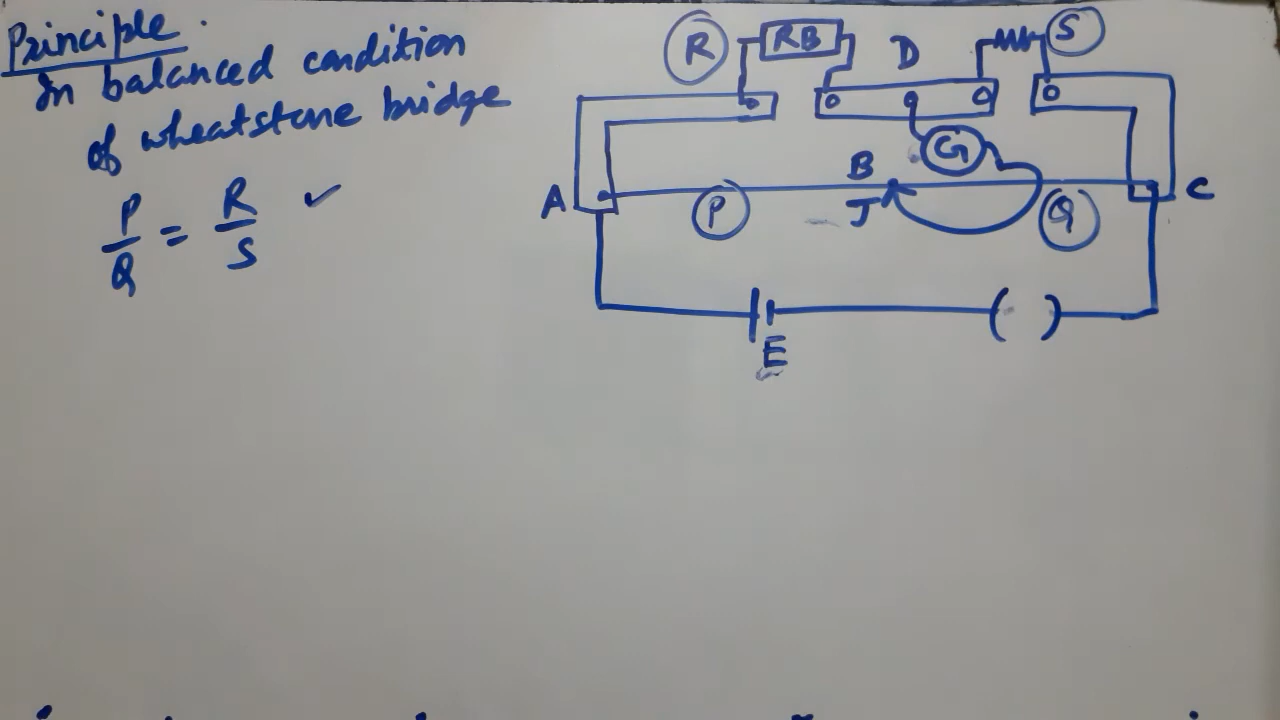 Principle.
In balanced condition
of wheatstone bridge
P/Q = R/S ✓
R RB D S
G
A P B J Q C
E